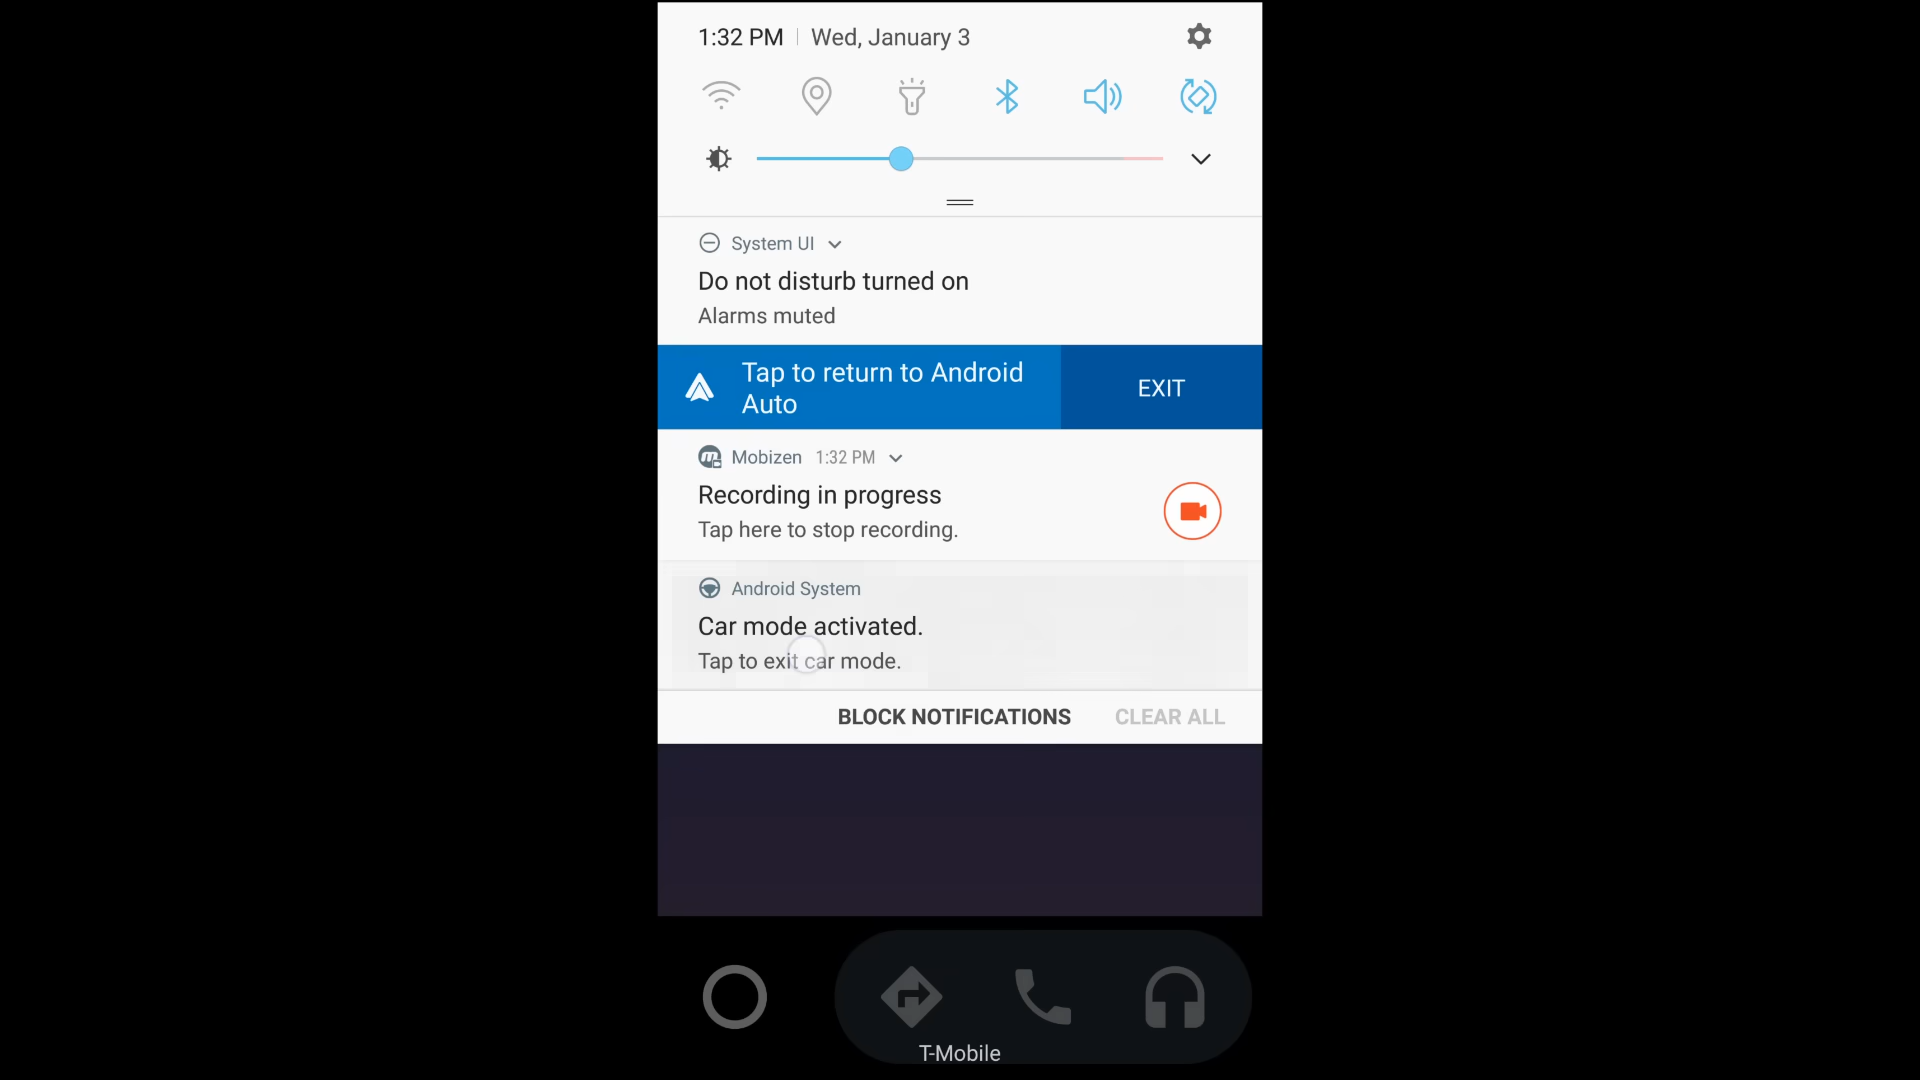 1:32 PM | Wed, January 3
System UI
Do not disturb turned on
Alarms muted
Tap to return to Android
Auto
EXIT
Mobizen 1:32 PM
Recording in progress
Tap here to stop recording.
Android System
Car mode activated.
Tap to exit car mode.
BLOCK NOTIFICATIONS CLEAR ALL
T-Mobile